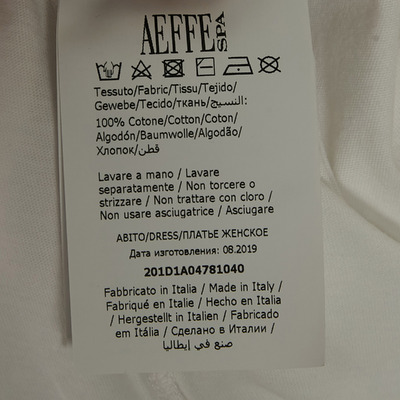 AEFFE SPA
Tessuto/Fabric/Tissu/Tejido/
Gewebe/Tecido/ткань/النسيج:
100% Cotone/Cotton/Coton/
Algodón/Baumwolle/Algodão/
Хлопок/قطن
Lavare a mano / Lavare
separatamente / Non torcere o
strizzare / Non trattare con cloro /
Non usare asciugatrice / Asciugare
ABITO/DRESS/ПЛАТЬЕ ЖЕНСКОЕ
Дата изготовления: 08.2019
201D1A04781040
Fabbricato in Italia / Made in Italy /
Fabriqué en Italie / Hecho en Italia
/ Hergestellt in Italien / Fabricado
em Itália / Сделано в Италии /
صنع في إيطاليا